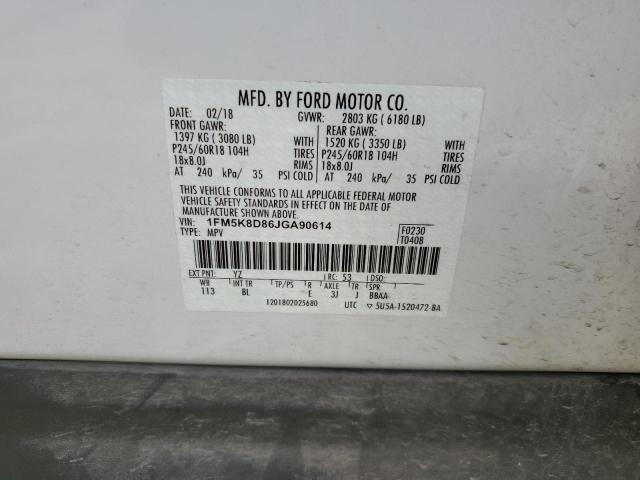 MFD. BY FORD MOTOR CO.
DATE: 02/18 GVWR: 2803 KG ( 6180 LB)
FRONT GAWR: REAR GAWR:
1397 KG ( 3080 LB) WITH 1520 KG ( 3350 LB) WITH
P245/60R18 104H TIRES P245/60R18 104H TIRES
18x8.0J RIMS 18x8.0J RIMS
AT 240 kPa/ 35 PSI COLD AT 240 kPa/ 35 PSI COLD
THIS VEHICLE CONFORMS TO ALL APPLICABLE FEDERAL MOTOR
VEHICLE SAFETY STANDARDS IN EFFECT ON THE DATE OF
MANUFACTURE SHOWN ABOVE.
VIN: 1FM5K8D86JGA90614 F0230
TYPE: MPV T0408
EXT PNT: YZ RC: 53 DSO:
WB INT TR TP/PS R AXLE TR SPR
113 BL E 3J J BBAA
1201802025680 UTC ▽ 5U5A-1520472-BA